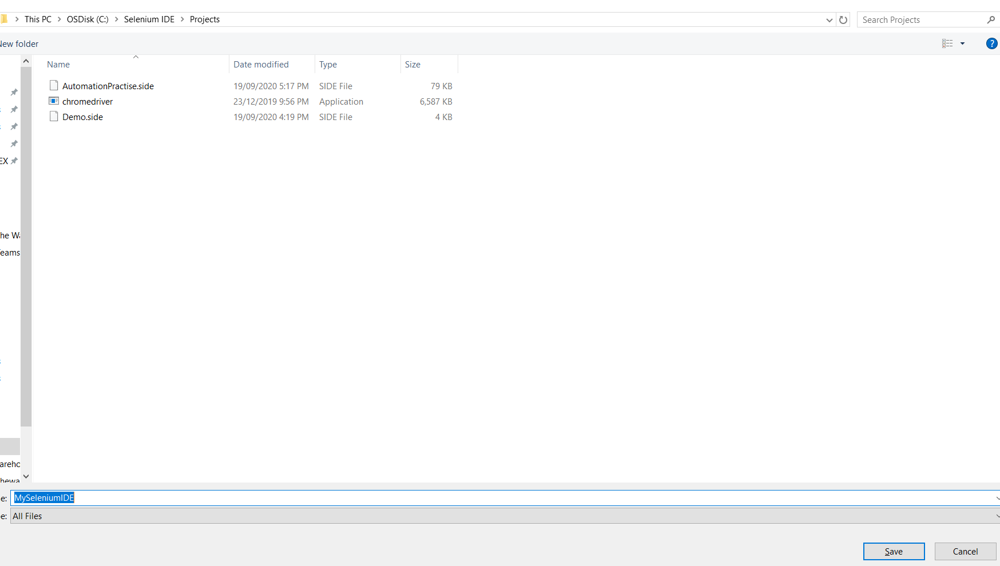 This PC > OSDisk (C:) > Selenium IDE > Projects
Search Projects
New folder
?
Name Date modified Type Size
AutomationPractise.side 19/09/2020 5:17 PM SIDE File 79 KB
chromedriver 23/12/2019 9:56 PM Application 6,587 KB
Demo.side 19/09/2020 4:19 PM SIDE File 4 KB
EX
he Wa
eams
areho
hewa
e: MySeleniumIDE
e: All Files
Save Cancel